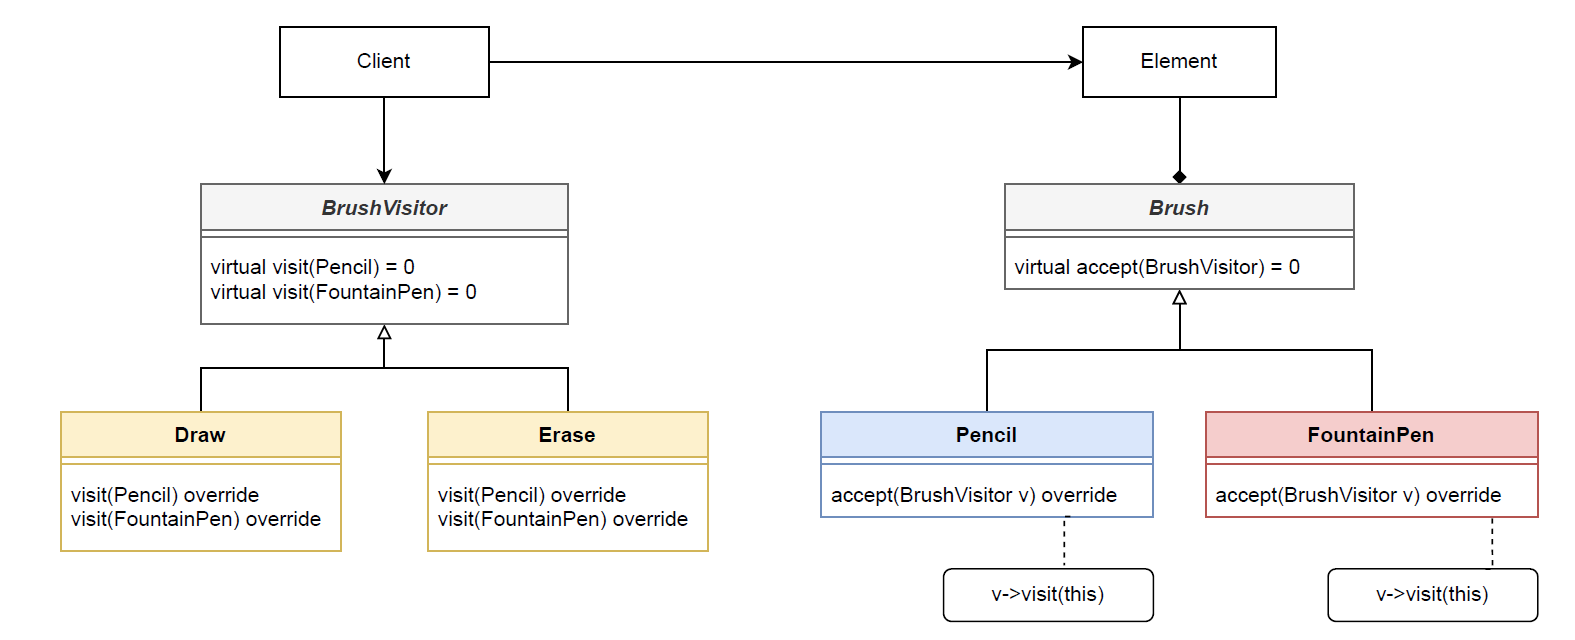 Client
Element
BrushVisitor
virtual visit(Pencil) = 0
virtual visit(FountainPen) = 0
Brush
virtual accept(BrushVisitor) = 0
Draw
visit(Pencil) override
visit(FountainPen) override
Erase
visit(Pencil) override
visit(FountainPen) override
Pencil
accept(BrushVisitor v) override
v->visit(this)
FountainPen
accept(BrushVisitor v) override
v->visit(this)